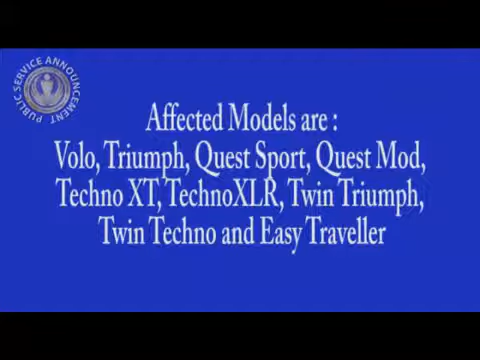 PUBLIC SERVICE ANNOUNCEMENT
Affected Models are :
Volo, Triumph, Quest Sport, Quest Mod,
Techno XT, TechnoXLR, Twin Triumph,
Twin Techno and Easy Traveller